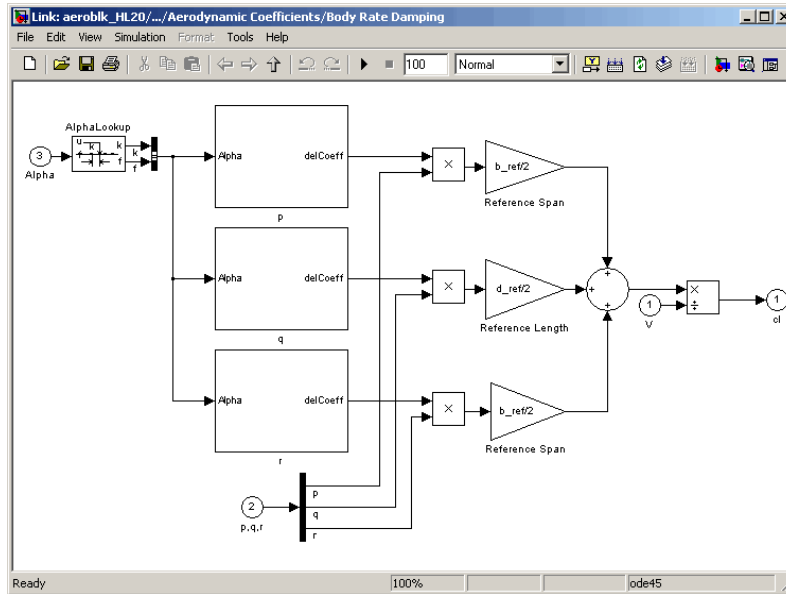 Link: aeroblk_HL20/.../Aerodynamic Coefficients/Body Rate Damping
File Edit View Simulation Format Tools Help
100 Normal
AlphaLookup
u k k
f f
k
f
3
Alpha
Alpha delCoeff
p
×
b_ref/2
Reference Span
Alpha delCoeff
q
×
d_ref/2
Reference Length
+
+
+
1
V
×
÷
1
cl
Alpha delCoeff
r
×
b_ref/2
Reference Span
2
p,q,r
p
q
r
Ready 100% ode45